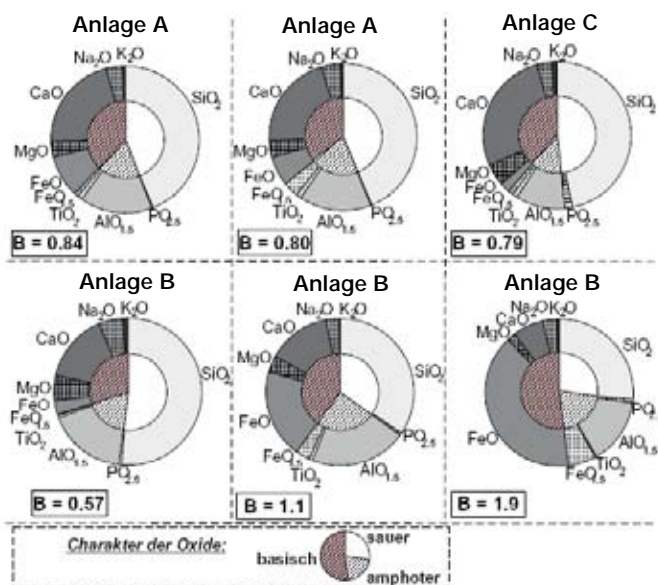 Anlage A
Na₂O
K₂O
SiO₂
CaO
MgO
FeO
FeO₁.₅
TiO₂
AlO₁.₅
PO₂.₅
B = 0.84
Anlage A
Na₂O
K₂O
SiO₂
CaO
MgO
FeO
FeO₁.₅
TiO₂
AlO₁.₅
PO₂.₅
B = 0.80
Anlage C
Na₂O
K₂O
SiO₂
CaO
MgO
FeO
FeO₁.₅
TiO₂
AlO₁.₅
PO₂.₅
B = 0.79
Anlage B
Na₂O
K₂O
SiO₂
CaO
MgO
FeO
FeO₁.₅
TiO₂
AlO₁.₅
PO₂.₅
B = 0.57
Anlage B
Na₂O
K₂O
SiO₂
CaO
MgO
FeO
FeO₁.₅
TiO₂
AlO₁.₅
PO₂.₅
B = 1.1
Anlage B
Na₂O
K₂O
CaO
SiO₂
MgO
FeO
PO₂.₅
AlO₁.₅
TiO₂
FeO₁.₅
B = 1.9
Charakter der Oxide:
sauer
basisch
amphoter